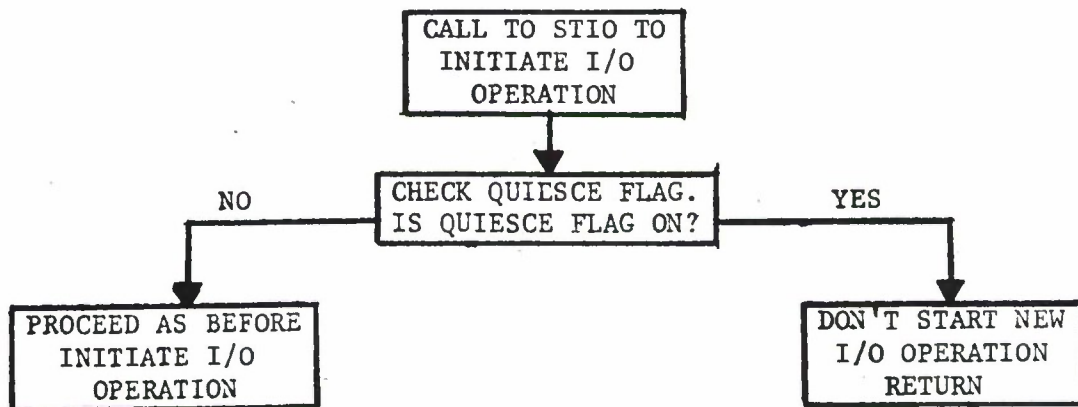 CALL TO STIO TO
INITIATE I/O
OPERATION
CHECK QUIESCE FLAG.
IS QUIESCE FLAG ON?
NO
YES
PROCEED AS BEFORE
INITIATE I/O
OPERATION
DON'T START NEW
I/O OPERATION
RETURN